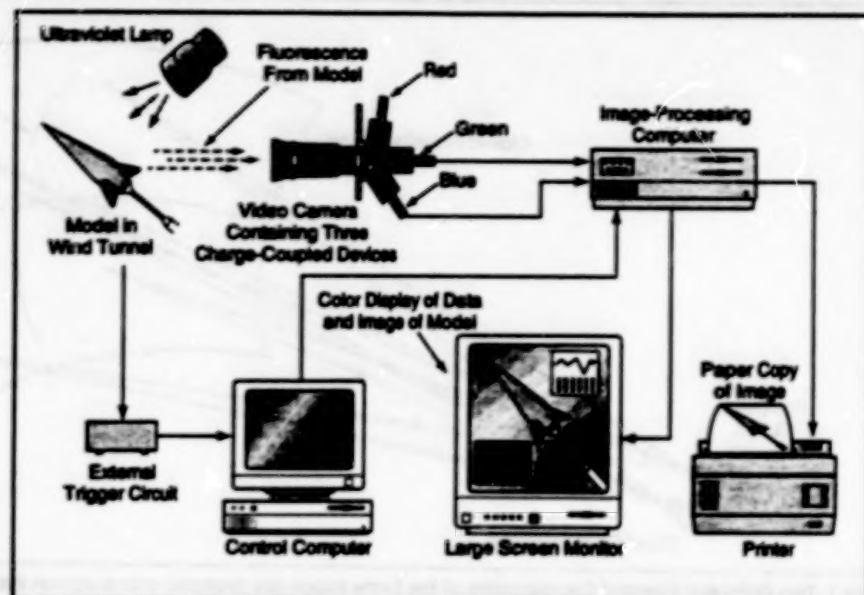 Ultraviolet Lamp
Fluorescence
From Model
Red
Green
Blue
Image-Processing
Computer
Model in
Wind Tunnel
Video Camera
Containing Three
Charge-Coupled Devices
Color Display of Data
and Image of Model
Paper Copy
of Image
External
Trigger Circuit
Control Computer
Large Screen Monitor
Printer